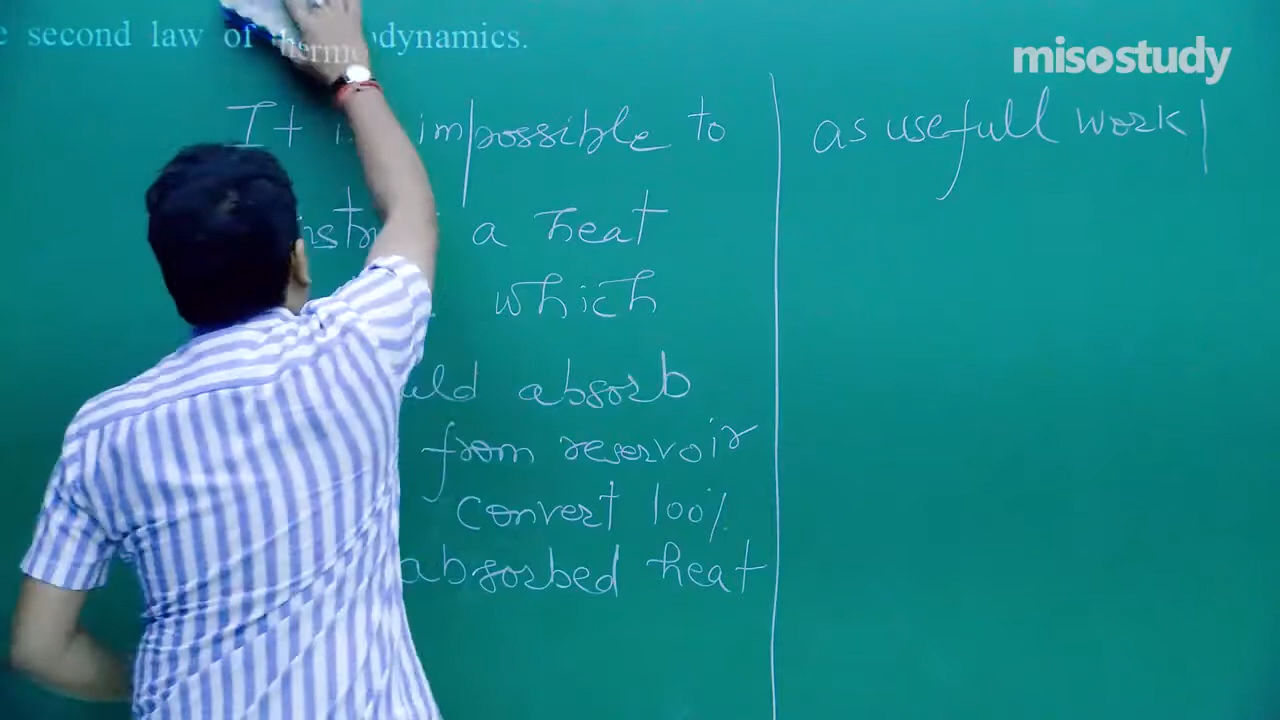 second law of thermodynamics.
misostudy
It impossible to
a heat
which
absorb
from reservoir
convert 100%
absorbed heat
as usefull work